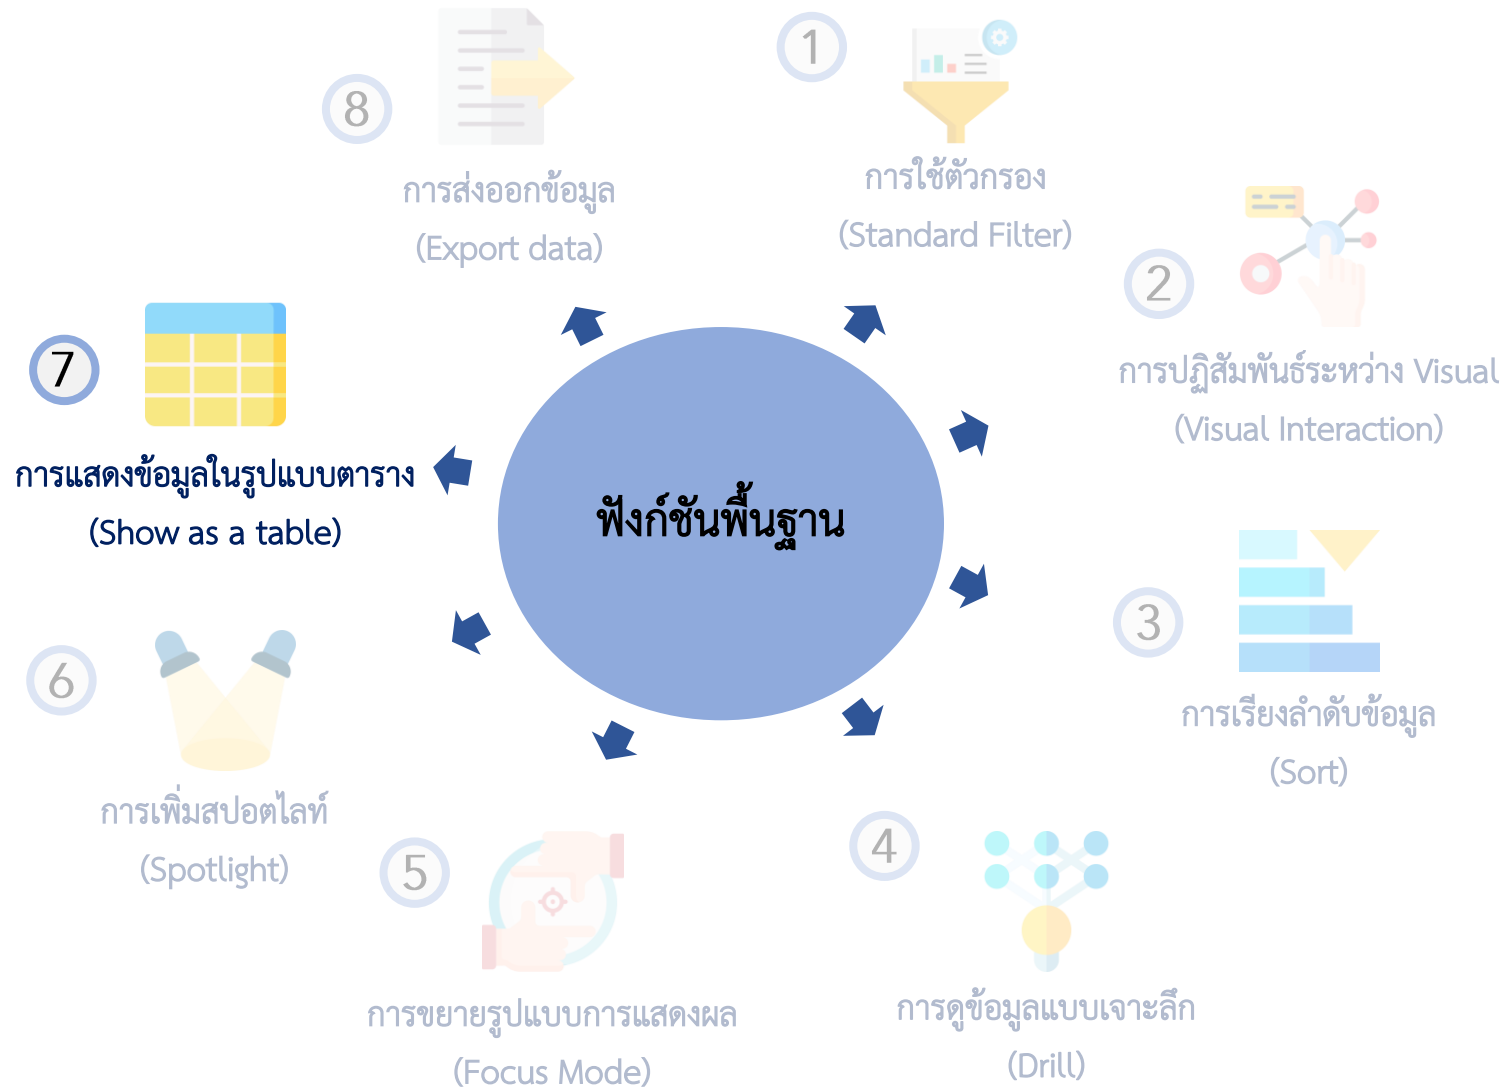 1
การใช้ตัวกรอง
(Standard Filter)
2
การปฏิสัมพันธ์ระหว่าง Visual
(Visual Interaction)
3
การเรียงลำดับข้อมูล
(Sort)
4
การดูข้อมูลแบบเจาะลึก
(Drill)
5
การขยายรูปแบบการแสดงผล
(Focus Mode)
6
การเพิ่มสปอตไลท์
(Spotlight)
7
การแสดงข้อมูลในรูปแบบตาราง
(Show as a table)
8
การส่งออกข้อมูล
(Export data)
ฟังก์ชันพื้นฐาน